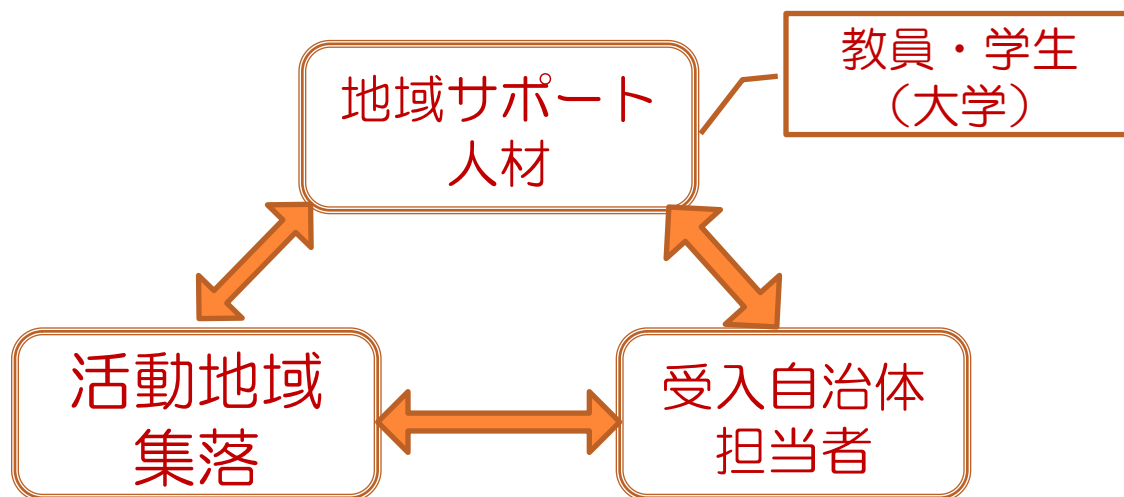 教員・学生
（大学）
地域サポート
人材
活動地域
集落
受入自治体
担当者